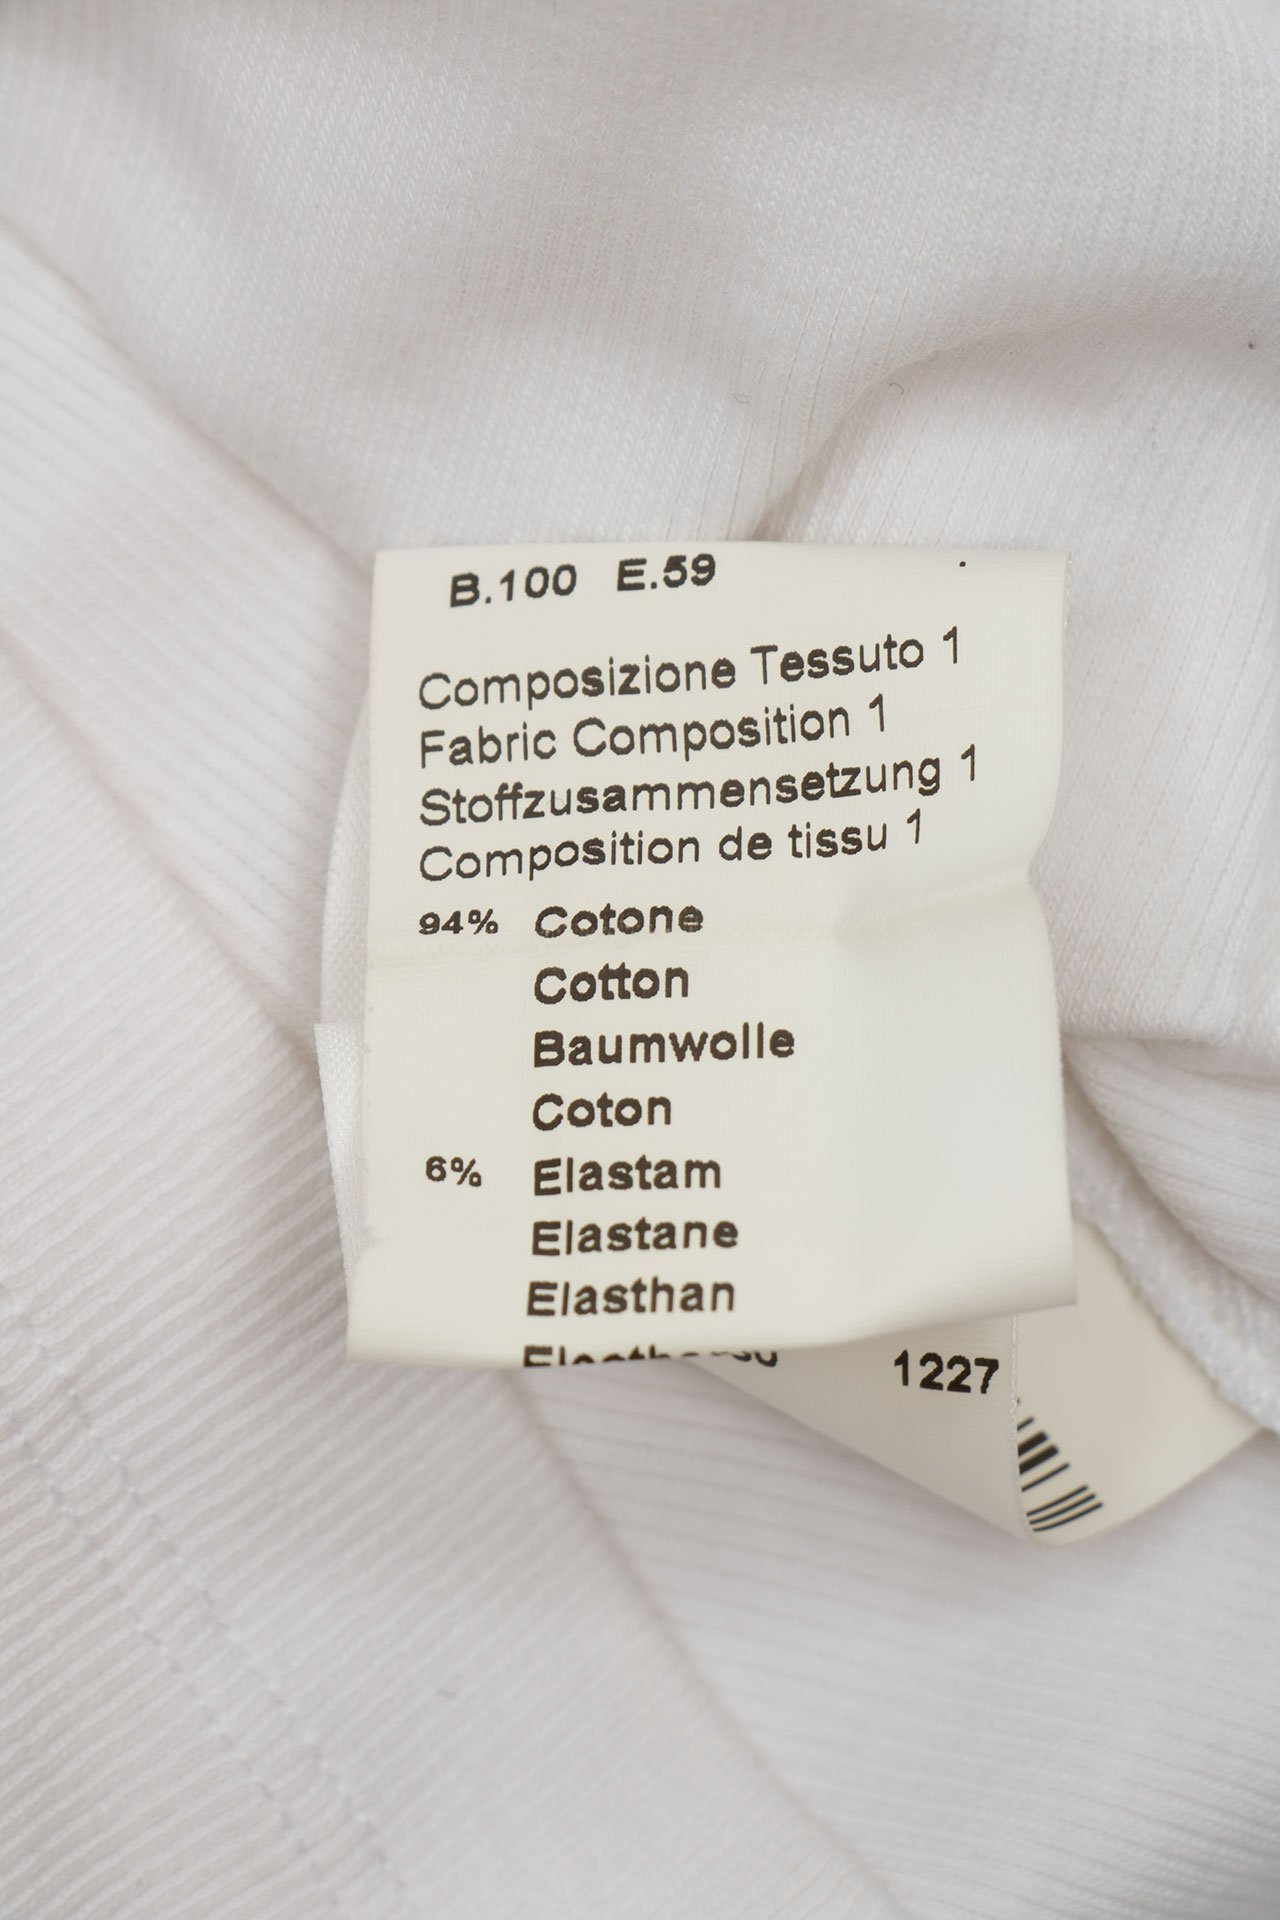 B.100 E.59
Composizione Tessuto 1
Fabric Composition 1
Stoffzusammensetzung 1
Composition de tissu 1
94% Cotone
Cotton
Baumwolle
Coton
6% Elastam
Elastane
Elasthan
1227